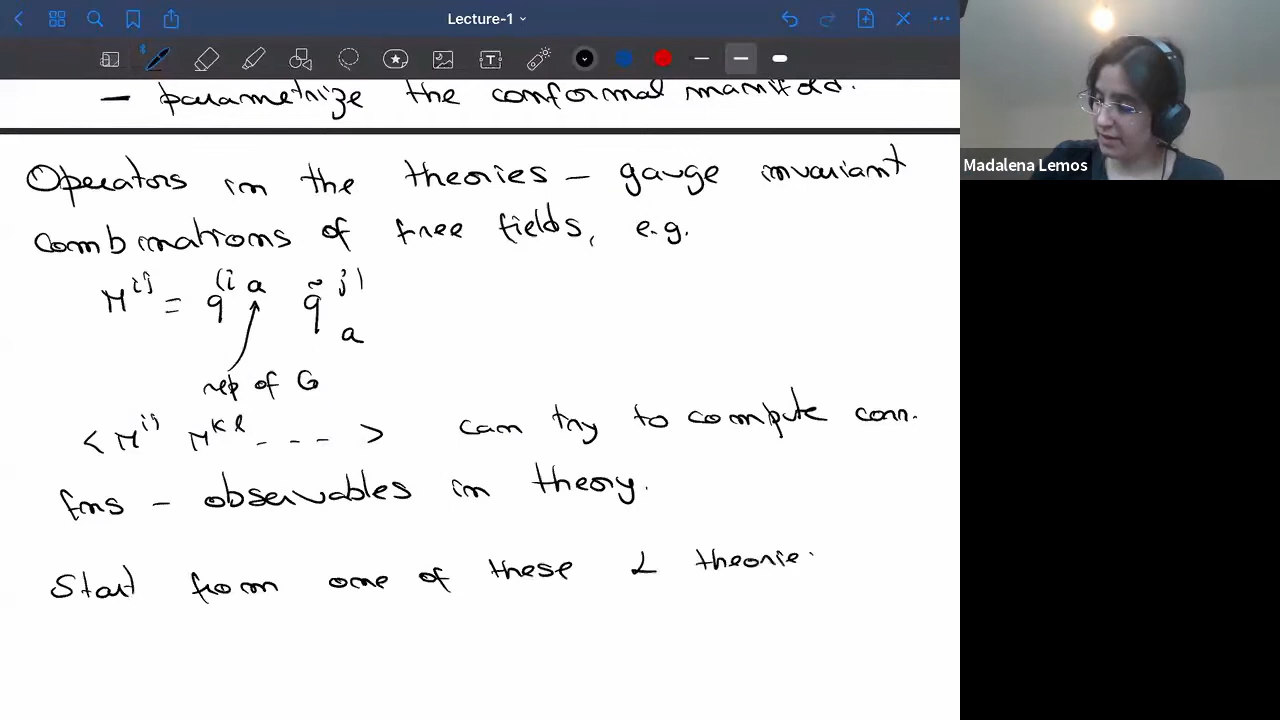 Lecture-1
– parametrize the conformal manifold.
Operators in the theories – gauge invariant
combinations of free fields, e.g.
M^{ij} = q^{(i a} q̃^{j)}_a
rep of G
< M^{ij} M^{kl} - - - > can try to compute corr.
fns – observables in theory.
Start from one of these L theorie
Madalena Lemos